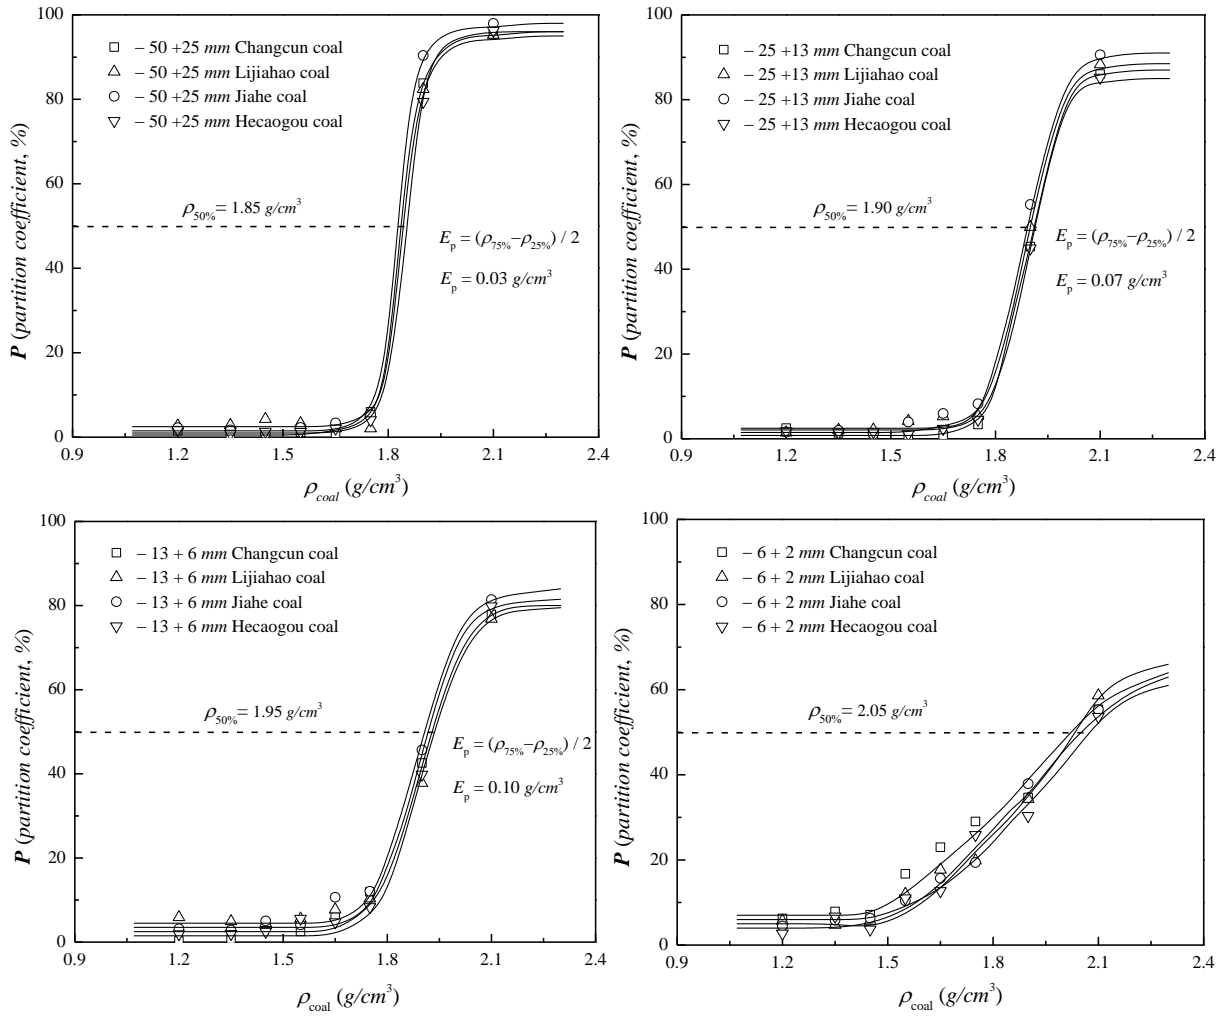 100
80
60
40
20
0
P (partition coefficient, %)
– 50 +25 mm Changcun coal
– 50 +25 mm Lijiahao coal
– 50 +25 mm Jiahe coal
– 50 +25 mm Hecaogou coal
ρ50%= 1.85 g/cm³
Ep = (ρ75%−ρ25%) / 2
Ep = 0.03 g/cm³
0.9 1.2 1.5 1.8 2.1 2.4
ρcoal (g/cm³)
100
80
60
40
20
0
P (partition coefficient, %)
– 25 +13 mm Changcun coal
– 25 +13 mm Lijiahao coal
– 25 +13 mm Jiahe coal
– 25 +13 mm Hecaogou coal
ρ50%= 1.90 g/cm³
Ep = (ρ75%−ρ25%) / 2
Ep = 0.07 g/cm³
0.9 1.2 1.5 1.8 2.1 2.4
ρcoal (g/cm³)
100
80
60
40
20
0
P (partition coefficient, %)
– 13 + 6 mm Changcun coal
– 13 + 6 mm Lijiahao coal
– 13 + 6 mm Jiahe coal
– 13 + 6 mm Hecaogou coal
ρ50%= 1.95 g/cm³
Ep = (ρ75%−ρ25%) / 2
Ep = 0.10 g/cm³
0.9 1.2 1.5 1.8 2.1 2.4
ρcoal (g/cm³)
100
80
60
40
20
0
P (partition coefficient, %)
– 6 + 2 mm Changcun coal
– 6 + 2 mm Lijiahao coal
– 6 + 2 mm Jiahe coal
– 6 + 2 mm Hecaogou coal
ρ50%= 2.05 g/cm³
0.9 1.2 1.5 1.8 2.1 2.4
ρcoal (g/cm³)